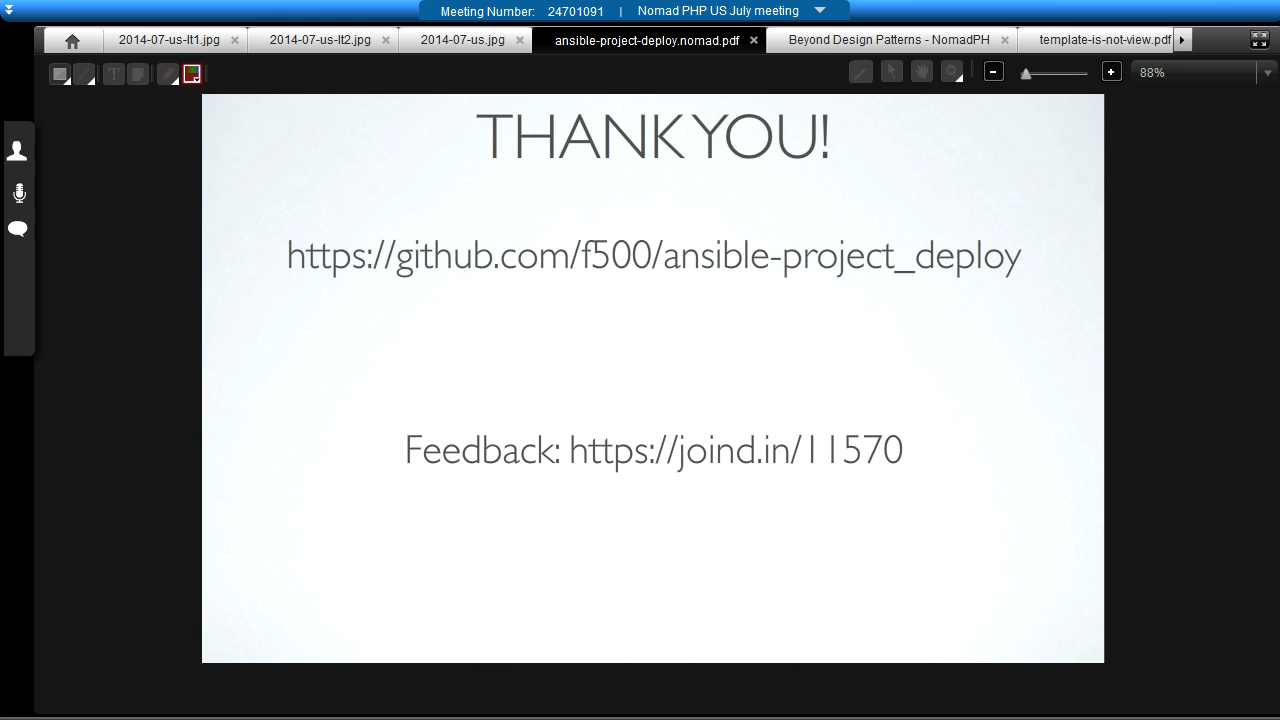 Meeting Number: 24701091 | Nomad PHP US July meeting
2014-07-us-lt1.jpg 2014-07-us-lt2.jpg 2014-07-us.jpg ansible-project-deploy.nomad.pdf Beyond Design Patterns - NomadPH template-is-not-view.pdf
T 88%
THANK YOU!
https://github.com/f500/ansible-project_deploy
Feedback: https://joind.in/11570